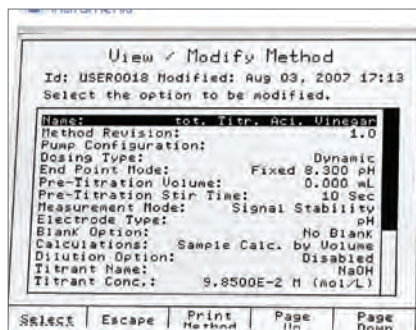 View / Modify Method
Id: USER0018 Modified: Aug 03, 2007 17:13
Select the option to be modified.
Name: tot. Titr. Aci. Vinegar
Method Revision: 1.0
Pump Configuration:
Dosing Type: Dynamic
End Point Mode: Fixed 8.300 pH
Pre-Titration Volume: 0.000 mL
Pre-Titration Stir Time: 10 Sec
Measurement Mode: Signal Stability
Electrode Type: pH
Blank Option: No Blank
Calculations: Sample Calc. by Volume
Dilution Option: Disabled
Titrant Name: NaOH
Titrant Conc.: 9.8500E-2 M (mol/L)
Select Escape Print Method Page Up Page Down